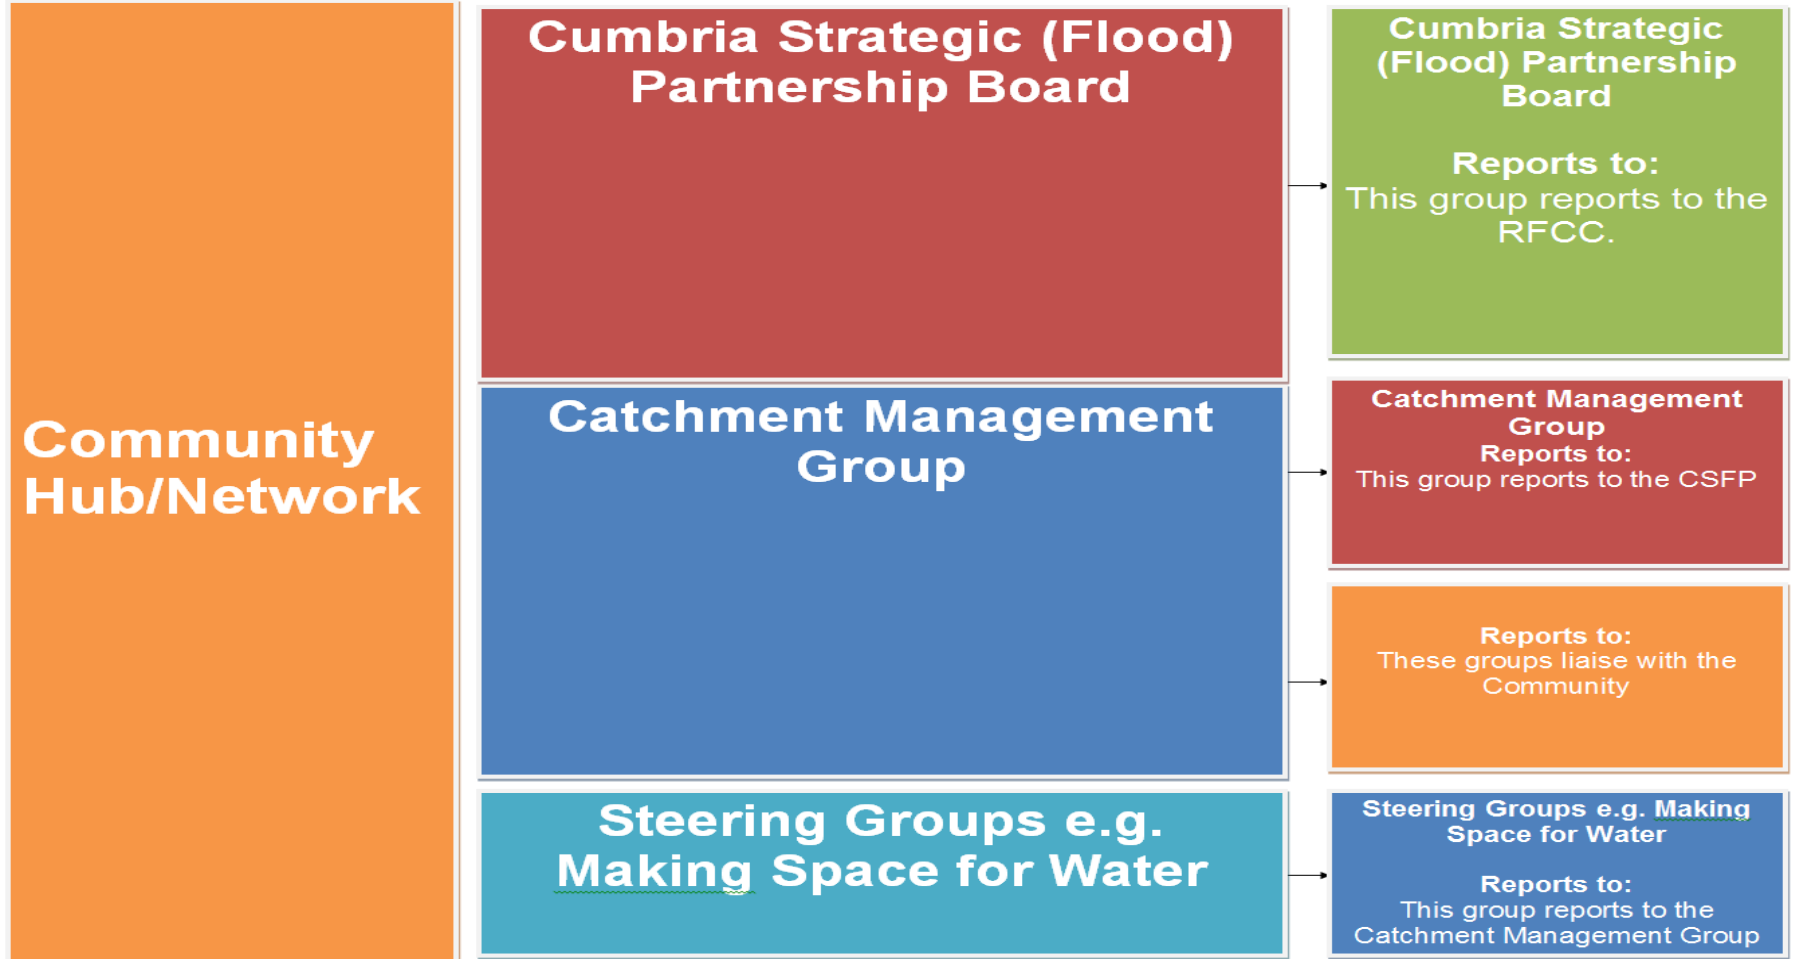 Community
Hub/Network
Cumbria Strategic (Flood)
Partnership Board
Cumbria Strategic
(Flood) Partnership
Board
Reports to:
This group reports to the
RFCC.
Catchment Management
Group
Catchment Management
Group
Reports to:
This group reports to the CSFP
Reports to:
These groups liaise with the
Community
Steering Groups e.g.
Making Space for Water
Steering Groups e.g. Making
Space for Water
Reports to:
This group reports to the
Catchment Management Group